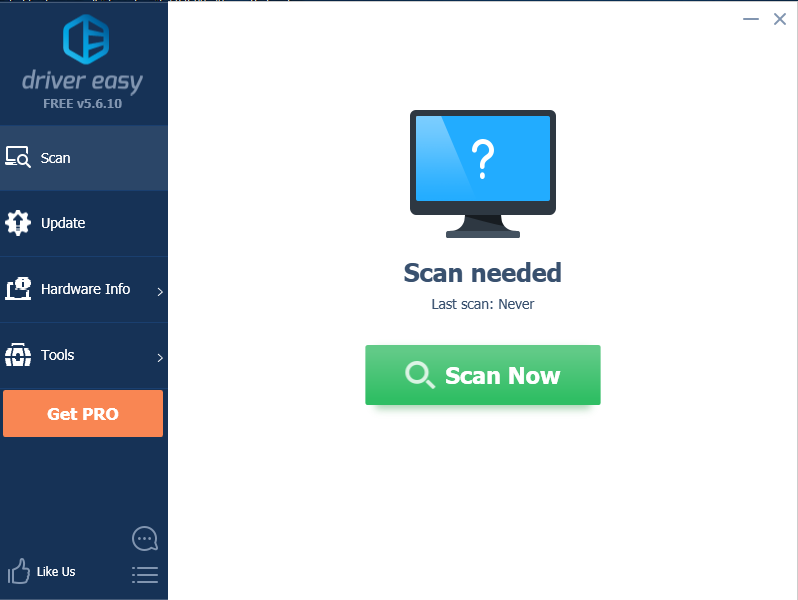 driver easy
FREE v5.6.10
Scan
Update
Hardware Info
Tools
Get PRO
Like Us
?
Scan needed
Last scan: Never
Scan Now